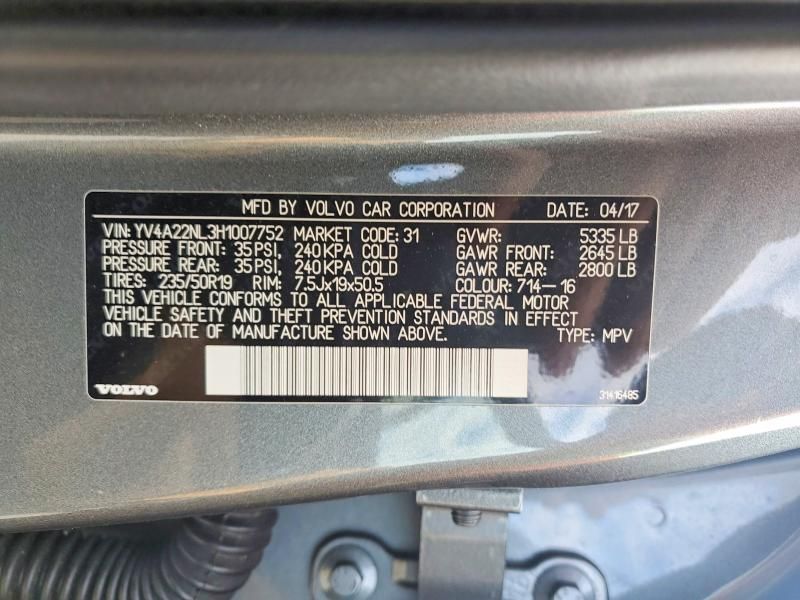 MFD BY VOLVO CAR CORPORATION DATE: 04/17
VIN: YV4A22NL3H1007752 MARKET CODE: 31 GVWR: 5335 LB
PRESSURE FRONT: 35 PSI, 240 KPA COLD GAWR FRONT: 2645 LB
PRESSURE REAR: 35 PSI, 240 KPA COLD GAWR REAR: 2800 LB
TIRES: 235/50R19 RIM: 7.5Jx19x50.5 COLOUR: 714-16
THIS VEHICLE CONFORMS TO ALL APPLICABLE FEDERAL MOTOR
VEHICLE SAFETY AND THEFT PREVENTION STANDARDS IN EFFECT
ON THE DATE OF MANUFACTURE SHOWN ABOVE. TYPE: MPV
VOLVO 31416485